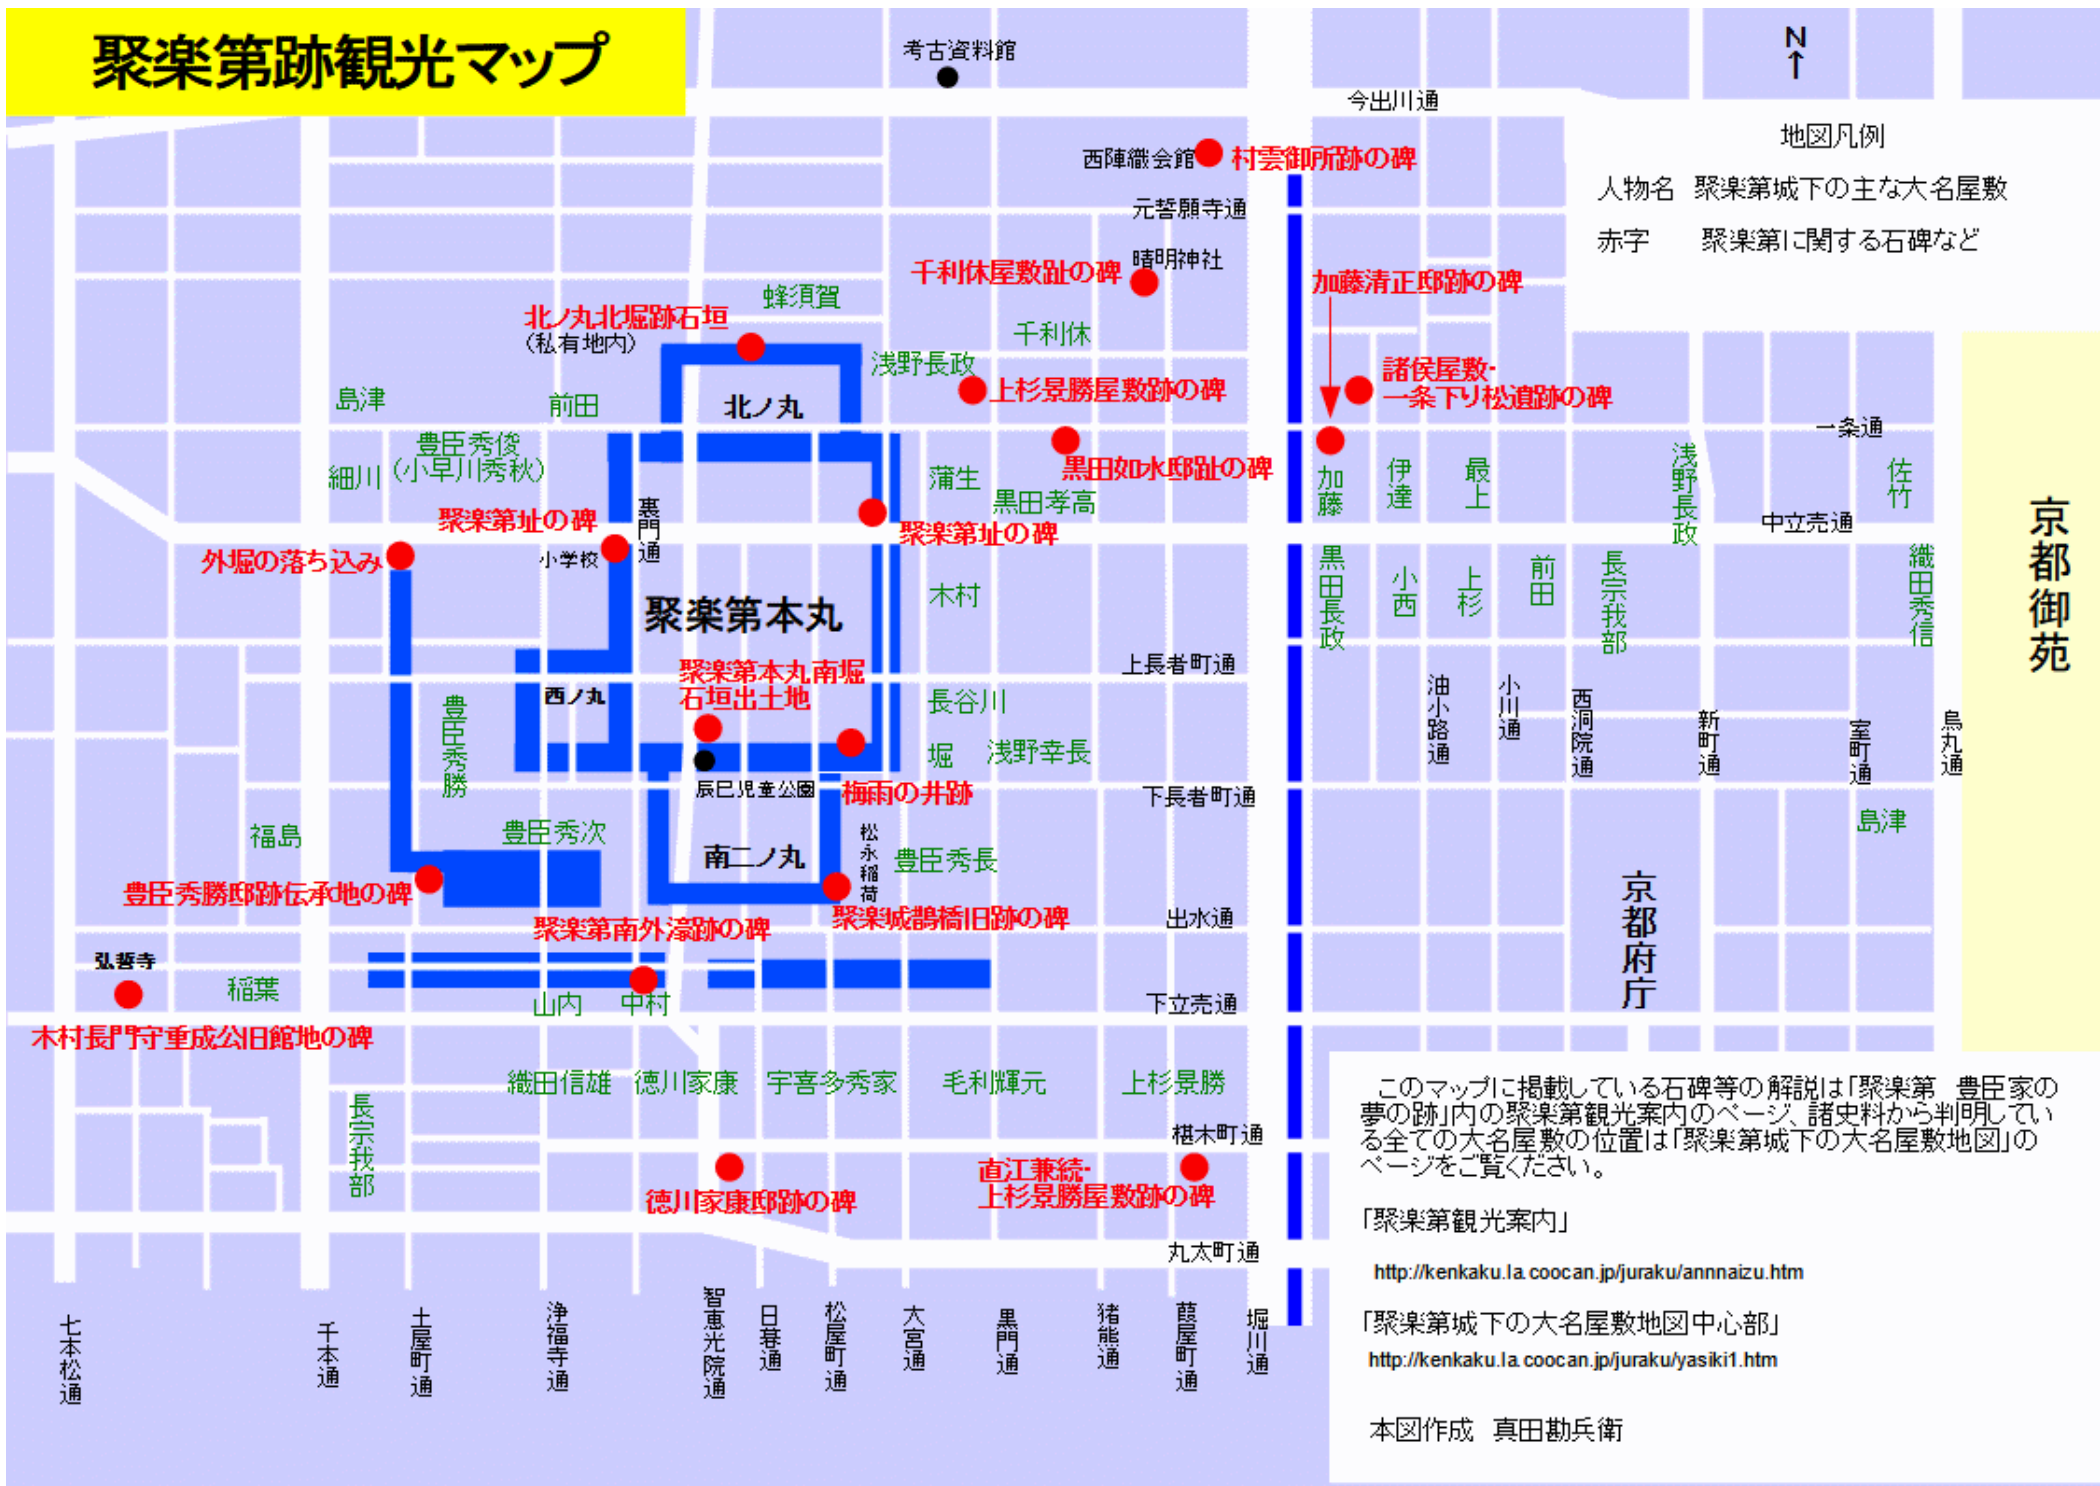 聚楽第跡観光マップ
考古資料館
N
↑
今出川通
地図凡例
人物名 聚楽第城下の主な大名屋敷
赤字 聚楽第に関する石碑など
西陣織会館
村雲御所跡の碑
元誓願寺通
晴明神社
千利休屋敷趾の碑
加藤清正邸跡の碑
蜂須賀
北ノ丸北堀跡石垣
(私有地内)
千利休
浅野長政
上杉景勝屋敷跡の碑
諸侯屋敷・
一条下り松遺跡の碑
島津
前田
北ノ丸
一条通
豊臣秀俊
(小早川秀秋)
細川
黒田如水邸趾の碑
蒲生
黒田孝高
加藤
伊達
最上
浅野長政
佐竹
聚楽第址の碑
裏門通
聚楽第址の碑
中立売通
外堀の落ち込み
小学校
京都御苑
聚楽第本丸
木村
黒田長政
小西
上杉
前田
長宗我部
織田秀信
上長者町通
聚楽第本丸南堀
石垣出土地
西ノ丸
豊臣秀勝
長谷川
堀
浅野幸長
油小路通
小川通
西洞院通
新町通
室町通
烏丸通
辰巳児童公園
梅雨の井跡
下長者町通
福島
豊臣秀次
南二ノ丸
松永稲荷
豊臣秀長
島津
豊臣秀勝邸跡伝承地の碑
聚楽第南外濠跡の碑
聚楽城鵲橋旧跡の碑
出水通
京都府庁
弘誓寺
稲葉
山内
中村
下立売通
木村長門守重成公旧館地の碑
織田信雄
徳川家康
宇喜多秀家
毛利輝元
上杉景勝
長宗我部
椹木町通
徳川家康邸跡の碑
直江兼続・
上杉景勝屋敷跡の碑
丸太町通
七本松通
千本通
土屋町通
浄福寺通
智恵光院通
日暮通
松屋町通
大宮通
黒門通
猪熊通
葭屋町通
堀川通
このマップに掲載している石碑等の解説は「聚楽第 豊臣家の
夢の跡」内の聚楽第観光案内のページ、諸史料から判明してい
る全ての大名屋敷の位置は「聚楽第城下の大名屋敷地図」の
ページをご覧ください。
「聚楽第観光案内」
http://kenkaku.la.coocan.jp/juraku/annnaizu.htm
「聚楽第城下の大名屋敷地図中心部」
http://kenkaku.la.coocan.jp/juraku/yasiki1.htm
本図作成 真田勘兵衛